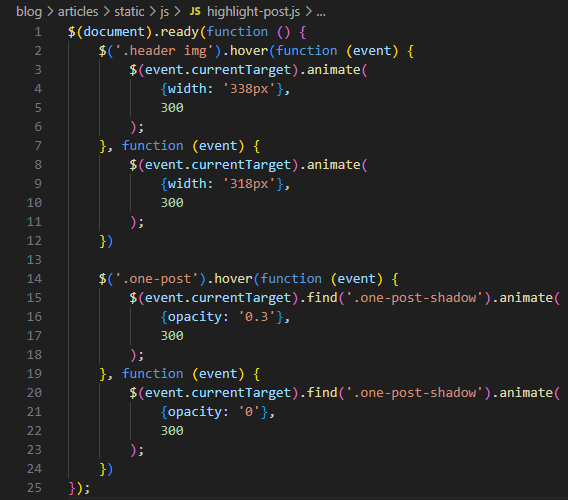 blog > articles > static > js > JS highlight-post.js > ...
1 $(document).ready(function () {
2     $('.header img').hover(function (event) {
3         $(event.currentTarget).animate(
4             {width: '338px'},
5             300
6         );
7     }, function (event) {
8         $(event.currentTarget).animate(
9             {width: '318px'},
10             300
11         );
12     })
13
14     $('.one-post').hover(function (event) {
15         $(event.currentTarget).find('.one-post-shadow').animate(
16             {opacity: '0.3'},
17             300
18         );
19     }, function (event) {
20         $(event.currentTarget).find('.one-post-shadow').animate(
21             {opacity: '0'},
22             300
23         );
24     })
25 });